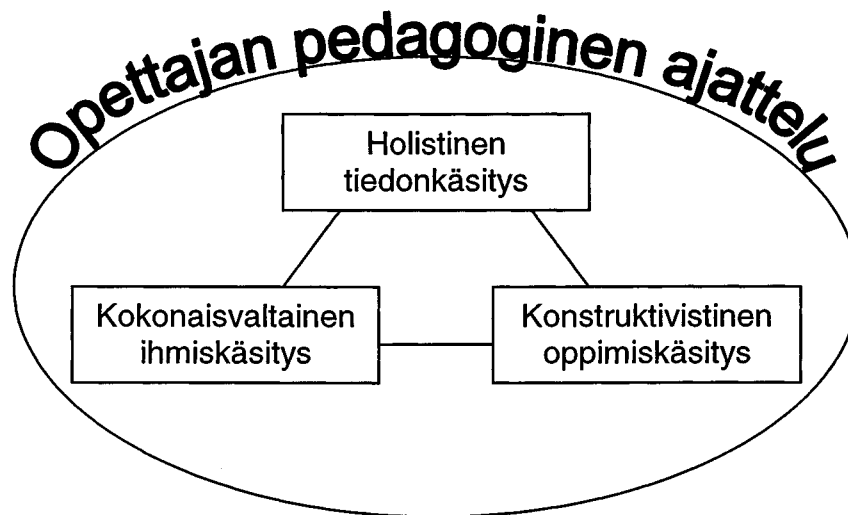 Opettajan pedagoginen ajattelu
Holistinen
tiedonkäsitys
Kokonaisvaltainen
ihmiskäsitys
Konstruktivistinen
oppimiskäsitys